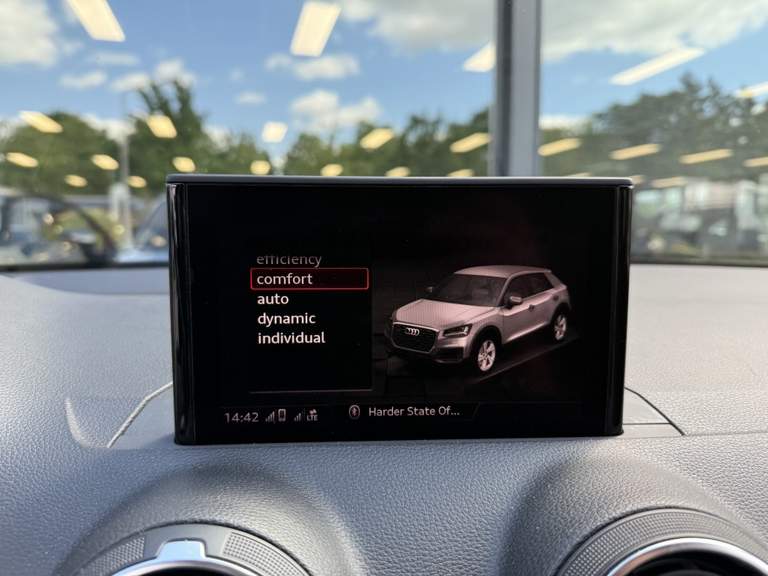 efficiency
comfort
auto
dynamic
individual
14:42
LTE
Harder State Of...